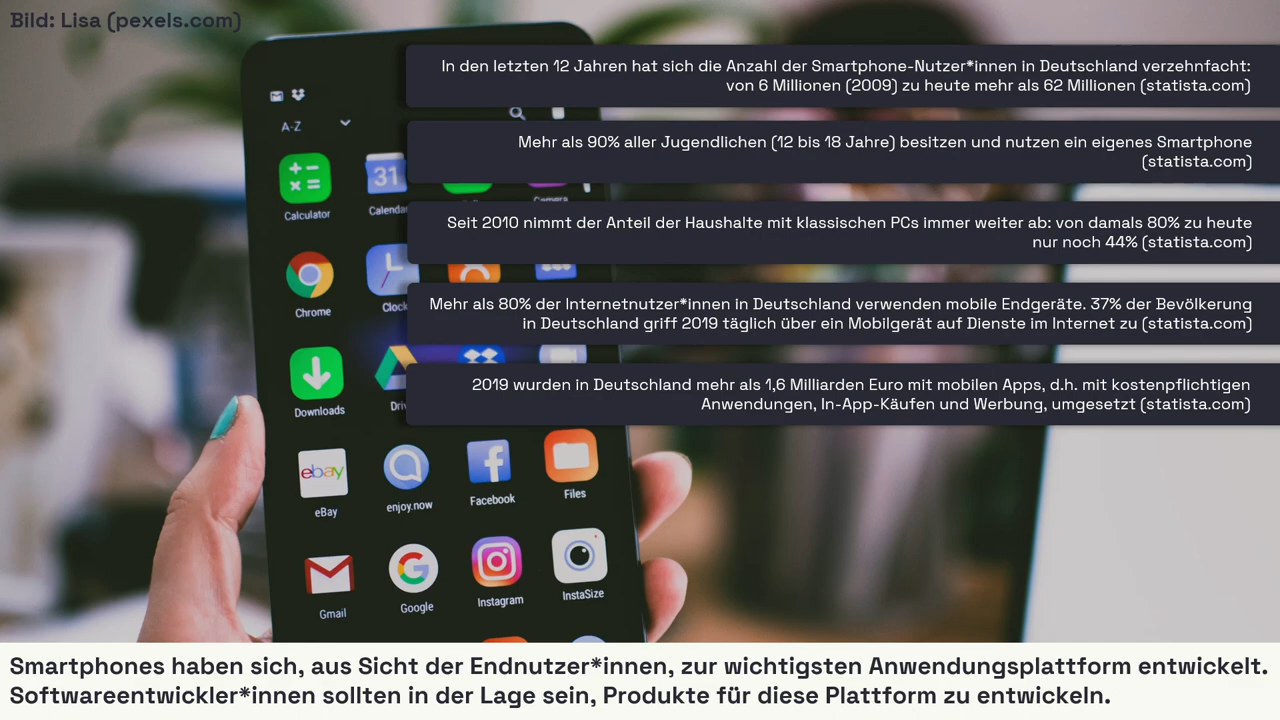 Bild: Lisa (pexels.com)
In den letzten 12 Jahren hat sich die Anzahl der Smartphone-Nutzer*innen in Deutschland verzehnfacht:
von 6 Millionen (2009) zu heute mehr als 62 Millionen (statista.com)
Mehr als 90% aller Jugendlichen (12 bis 18 Jahre) besitzen und nutzen ein eigenes Smartphone
(statista.com)
Seit 2010 nimmt der Anteil der Haushalte mit klassischen PCs immer weiter ab: von damals 80% zu heute
nur noch 44% (statista.com)
Mehr als 80% der Internetnutzer*innen in Deutschland verwenden mobile Endgeräte. 37% der Bevölkerung
in Deutschland griff 2019 täglich über ein Mobilgerät auf Dienste im Internet zu (statista.com)
2019 wurden in Deutschland mehr als 1,6 Milliarden Euro mit mobilen Apps, d.h. mit kostenpflichtigen
Anwendungen, In-App-Käufen und Werbung, umgesetzt (statista.com)
A-Z
31
Calculator
Chrome
Clock
Downloads
ebay
eBay
enjoy.now
Facebook
Files
Gmail
Google
Instagram
InstaSize
Smartphones haben sich, aus Sicht der Endnutzer*innen, zur wichtigsten Anwendungsplattform entwickelt.
Softwareentwickler*innen sollten in der Lage sein, Produkte für diese Plattform zu entwickeln.